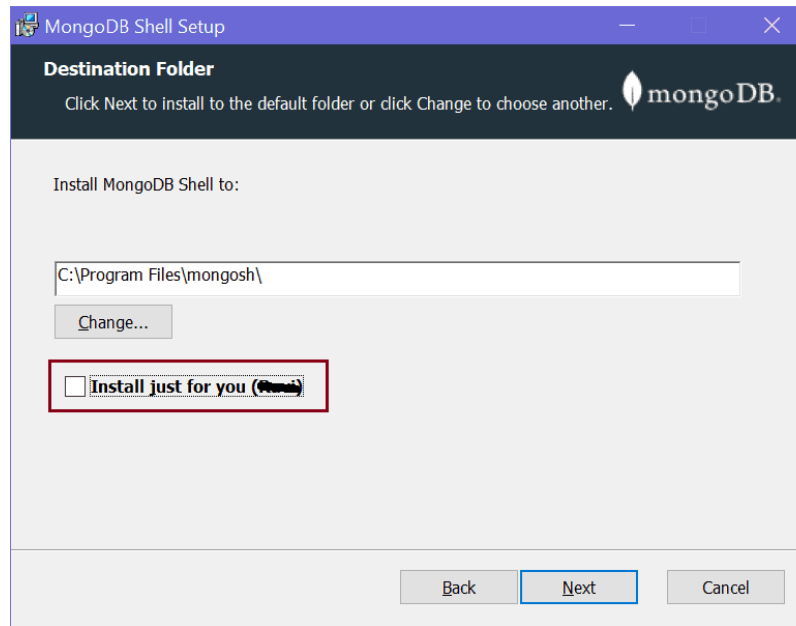 MongoDB Shell Setup
Destination Folder
Click Next to install to the default folder or click Change to choose another.
mongoDB.
Install MongoDB Shell to:
C:\Program Files\mongosh\
Change...
Install just for you (
)
Back
Next
Cancel